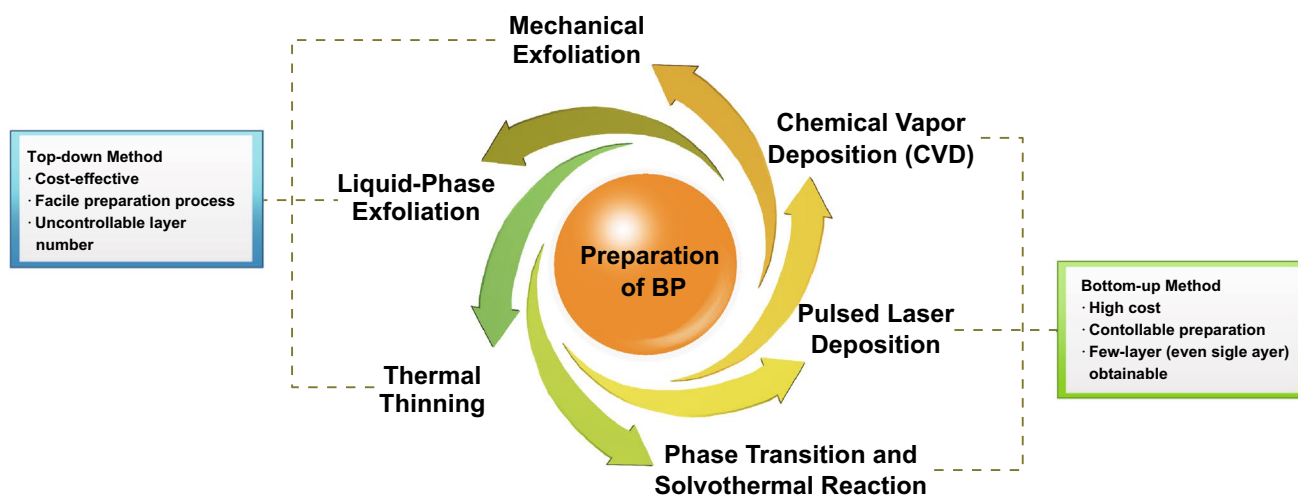 Mechanical
Exfoliation
Chemical Vapor
Deposition (CVD)
Top-down Method
· Cost-effective
· Facile preparation process
· Uncontrollable layer
number
Liquid-Phase
Exfoliation
Preparation
of BP
Bottom-up Method
· High cost
· Contollable preparation
· Few-layer (even sigle ayer)
obtainable
Pulsed Laser
Deposition
Thermal
Thinning
Phase Transition and
Solvothermal Reaction